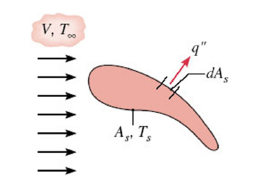 V, T∞
q"
dAₛ
Aₛ, Tₛ